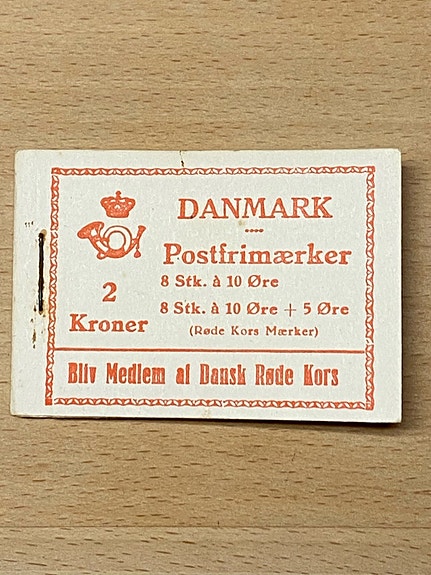 DANMARK
Postfrimærker
8 Stk. à 10 Øre
8 Stk. à 10 Øre + 5 Øre
(Røde Kors Mærker)
2
Kroner
Bliv Medlem af Dansk Røde Kors